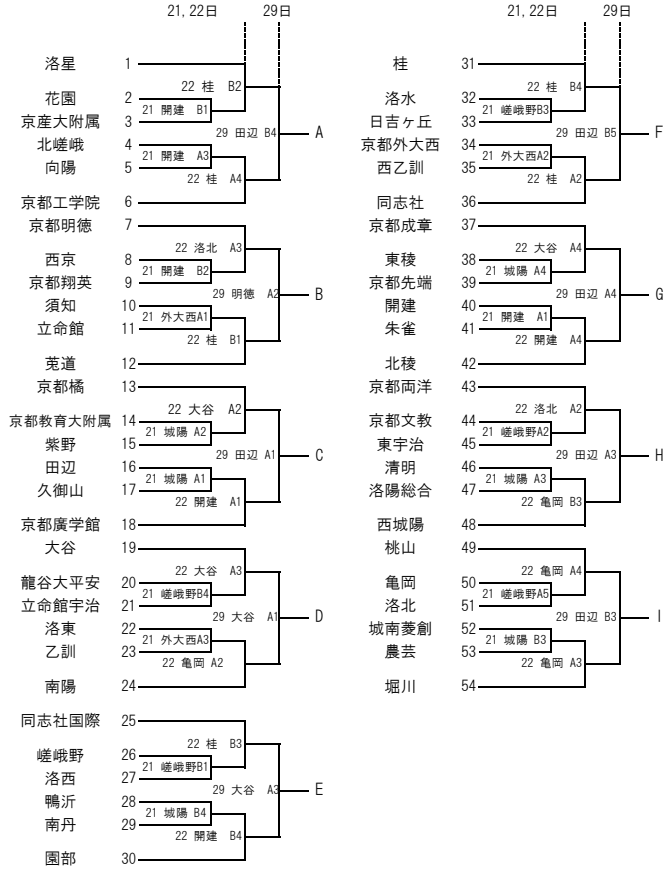 21, 22日 29日
洛星 1
22 桂 B2
花園 2
21 開建 B1
京産大附属 3
29 田辺 B4
A
北嵯峨 4
21 開建 A3
向陽 5
22 桂 A4
京都工学院 6
京都明徳 7
22 洛北 A3
西京 8
21 開建 B2
京都翔英 9
29 明徳 A2
B
須知 10
21 外大西A1
立命館 11
22 桂 B1
莵道 12
京都橘 13
22 大谷 A2
京都教育大附属 14
21 城陽 A2
紫野 15
29 田辺 A1
C
田辺 16
21 城陽 A1
久御山 17
22 開建 A1
京都廣学館 18
大谷 19
22 大谷 A3
龍谷大平安 20
21 嵯峨野B4
立命館宇治 21
29 大谷 A1
D
洛東 22
21 外大西A3
乙訓 23
22 亀岡 A2
南陽 24
同志社国際 25
22 桂 B3
嵯峨野 26
21 嵯峨野B1
洛西 27
29 大谷 A3
E
鴨沂 28
21 城陽 B4
南丹 29
22 開建 B4
園部 30
21, 22日 29日
桂 31
22 桂 B4
洛水 32
21 嵯峨野B3
日吉ヶ丘 33
29 田辺 B5
F
京都外大西 34
21 外大西A2
西乙訓 35
22 桂 A2
同志社 36
京都成章 37
22 大谷 A4
東稜 38
21 城陽 A4
京都先端 39
29 田辺 A4
G
開建 40
21 開建 A1
朱雀 41
22 開建 A4
北稜 42
京都両洋 43
22 洛北 A2
京都文教 44
21 嵯峨野A2
東宇治 45
29 田辺 A3
H
清明 46
21 城陽 A3
洛陽総合 47
22 亀岡 B3
西城陽 48
桃山 49
22 亀岡 A4
亀岡 50
21 嵯峨野A5
洛北 51
29 田辺 B3
I
城南菱創 52
21 城陽 B3
農芸 53
22 亀岡 A3
堀川 54